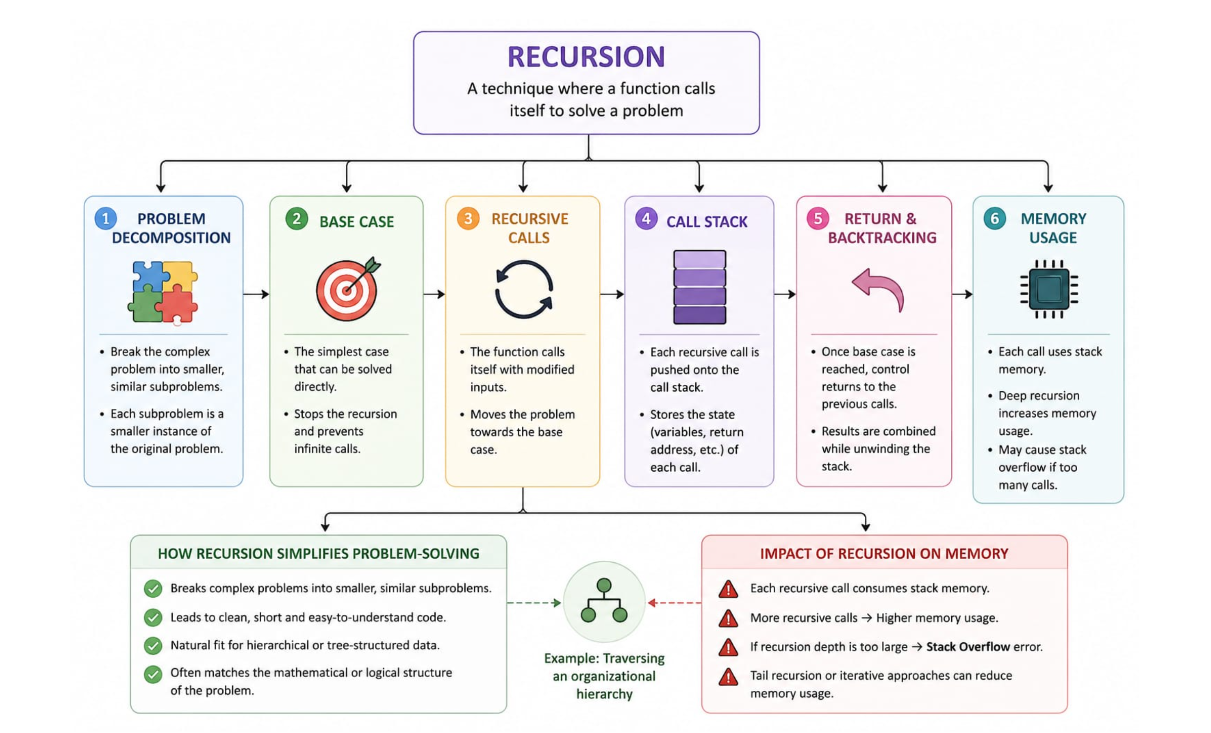 RECURSION
A technique where a function calls
itself to solve a problem
1 PROBLEM
DECOMPOSITION
• Break the complex
problem into smaller,
similar subproblems.
• Each subproblem is a
smaller instance of
the original problem.
2 BASE CASE
• The simplest case
that can be solved
directly.
• Stops the recursion
and prevents
infinite calls.
3 RECURSIVE
CALLS
• The function calls
itself with modified
inputs.
• Moves the problem
towards the base
case.
4 CALL STACK
• Each recursive call is
pushed onto the
call stack.
• Stores the state
(variables, return
address, etc.) of
each call.
5 RETURN &
BACKTRACKING
• Once base case is
reached, control
returns to the
previous calls.
• Results are combined
while unwinding the
stack.
6 MEMORY
USAGE
• Each call uses stack
memory.
• Deep recursion
increases memory
usage.
• May cause stack
overflow if too
many calls.
HOW RECURSION SIMPLIFIES PROBLEM-SOLVING
Breaks complex problems into smaller, similar subproblems.
Leads to clean, short and easy-to-understand code.
Natural fit for hierarchical or tree-structured data.
Often matches the mathematical or logical structure
of the problem.
Example: Traversing
an organizational
hierarchy
IMPACT OF RECURSION ON MEMORY
Each recursive call consumes stack memory.
More recursive calls → Higher memory usage.
If recursion depth is too large → Stack Overflow error.
Tail recursion or iterative approaches can reduce
memory usage.